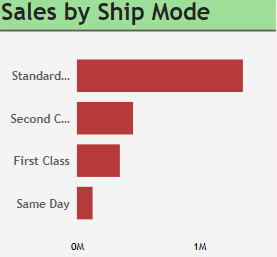 Sales by Ship Mode
Standard...
Second C...
First Class
Same Day
0M 1M